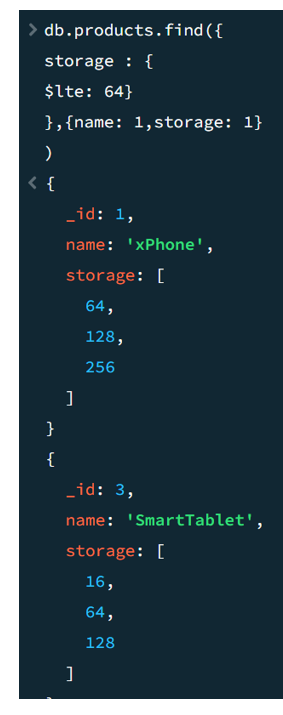 > db.products.find({
storage : {
$lte: 64}
},{name: 1,storage: 1}
)
< {
_id: 1,
name: 'xPhone',
storage: [
64,
128,
256
]
}
{
_id: 3,
name: 'SmartTablet',
storage: [
16,
64,
128
]